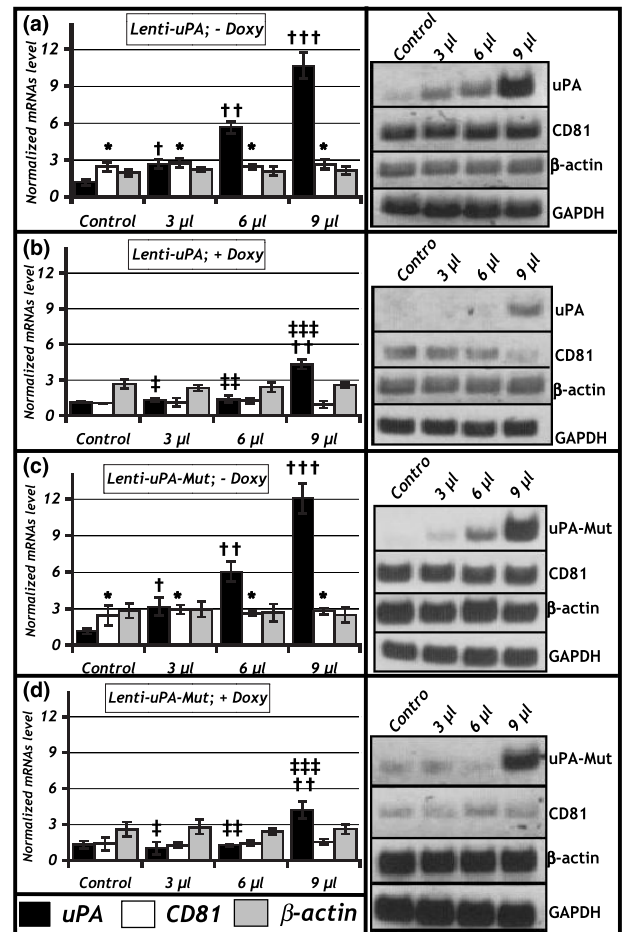 (a)
Lenti-uPA; - Doxy
Normalized mRNAs level
12
9
6
3
0
* † * †† * ††† *
Control 3 µl 6 µl 9 µl
Control 3 µl 6 µl 9 µl
uPA
CD81
β-actin
GAPDH
(b)
Lenti-uPA; + Doxy
Normalized mRNAs level
12
9
6
3
0
‡ ‡‡ ‡‡‡
††
Control 3 µl 6 µl 9 µl
Contro 3 µl 6 µl 9 µl
uPA
CD81
β-actin
GAPDH
(c)
Lenti-uPA-Mut; - Doxy
Normalized mRNAs level
12
9
6
3
0
* † * †† * ††† *
Control 3 µl 6 µl 9 µl
Contro 3 µl 6 µl 9 µl
uPA-Mut
CD81
β-actin
GAPDH
(d)
Lenti-uPA-Mut; + Doxy
Normalized mRNAs level
12
9
6
3
0
‡ ‡‡ ‡‡‡
††
Control 3 µl 6 µl 9 µl
Contro 3 µl 6 µl 9 µl
uPA-Mut
CD81
β-actin
GAPDH
uPA CD81 β-actin